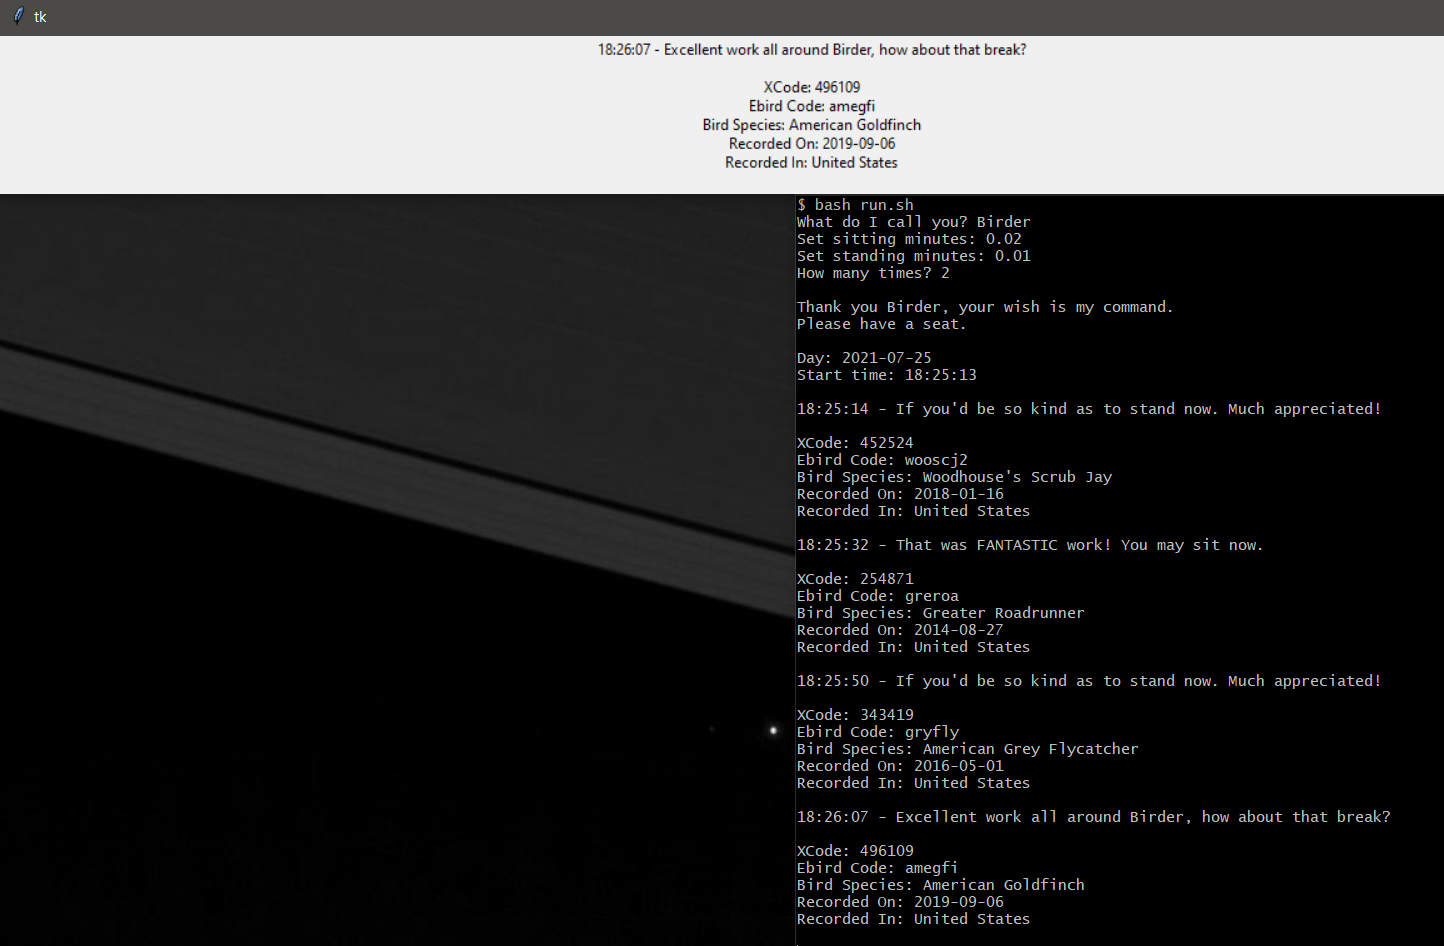 tk
18:26:07 - Excellent work all around Birder, how about that break?
XCode: 496109
Ebird Code: amegfi
Bird Species: American Goldfinch
Recorded On: 2019-09-06
Recorded In: United States
$ bash run.sh
What do I call you? Birder
Set sitting minutes: 0.02
Set standing minutes: 0.01
How many times? 2
Thank you Birder, your wish is my command.
Please have a seat.
Day: 2021-07-25
Start time: 18:25:13
18:25:14 - If you'd be so kind as to stand now. Much appreciated!
XCode: 452524
Ebird Code: wooscj2
Bird Species: Woodhouse's Scrub Jay
Recorded On: 2018-01-16
Recorded In: United States
18:25:32 - That was FANTASTIC work! You may sit now.
XCode: 254871
Ebird Code: greroa
Bird Species: Greater Roadrunner
Recorded On: 2014-08-27
Recorded In: United States
18:25:50 - If you'd be so kind as to stand now. Much appreciated!
XCode: 343419
Ebird Code: gryfly
Bird Species: American Grey Flycatcher
Recorded On: 2016-05-01
Recorded In: United States
18:26:07 - Excellent work all around Birder, how about that break?
XCode: 496109
Ebird Code: amegfi
Bird Species: American Goldfinch
Recorded On: 2019-09-06
Recorded In: United States